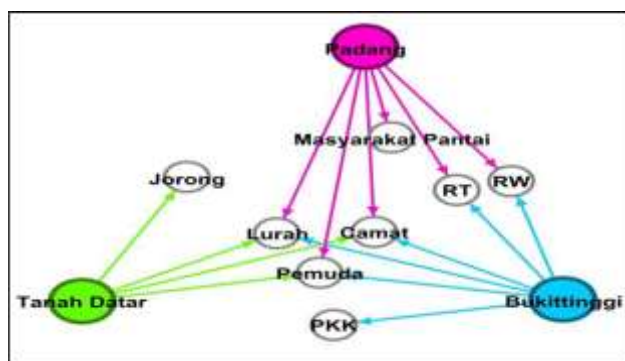 Padang
Masyarakat Pantai
Jorong
RT
RW
Lurah
Camat
Pemuda
Tanah Datar
Bukittinggi
PKK